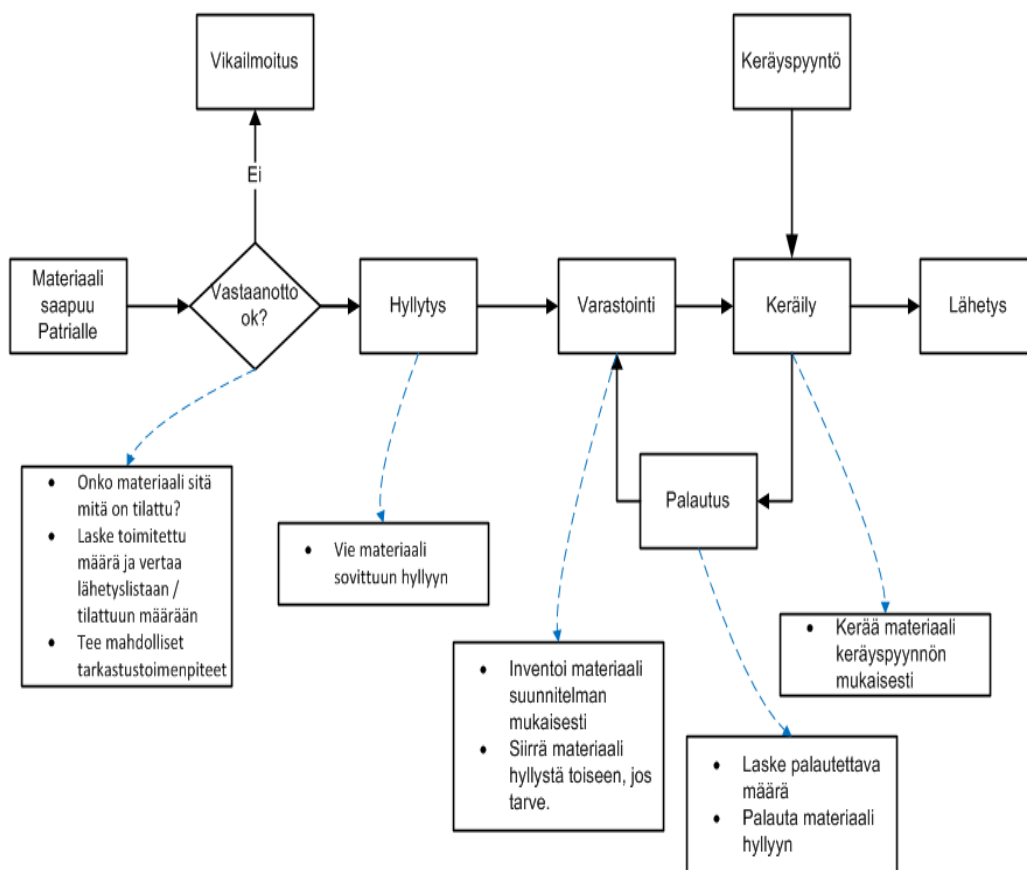 Vikailmoitus
Keräyspyyntö
Ei
Materiaali
saapuu
Patrialle
Vastaanotto
ok?
Hyllytys
Varastointi
Keräily
Lähetys
Palautus
• Onko materiaali sitä
mitä on tilattu?
• Laske toimitettu
määrä ja vertaa
lähetyslistaan /
tilattuun määrään
• Tee mahdolliset
tarkastustoimenpiteet
• Vie materiaali
sovittuun hyllyyn
• Inventoi materiaali
suunnitelman
mukaisesti
• Siirrä materiaali
hyllystä toiseen, jos
tarve.
• Kerää materiaali
keräyspyynnön
mukaisesti
• Laske palautettava
määrä
• Palauta materiaali
hyllyyn